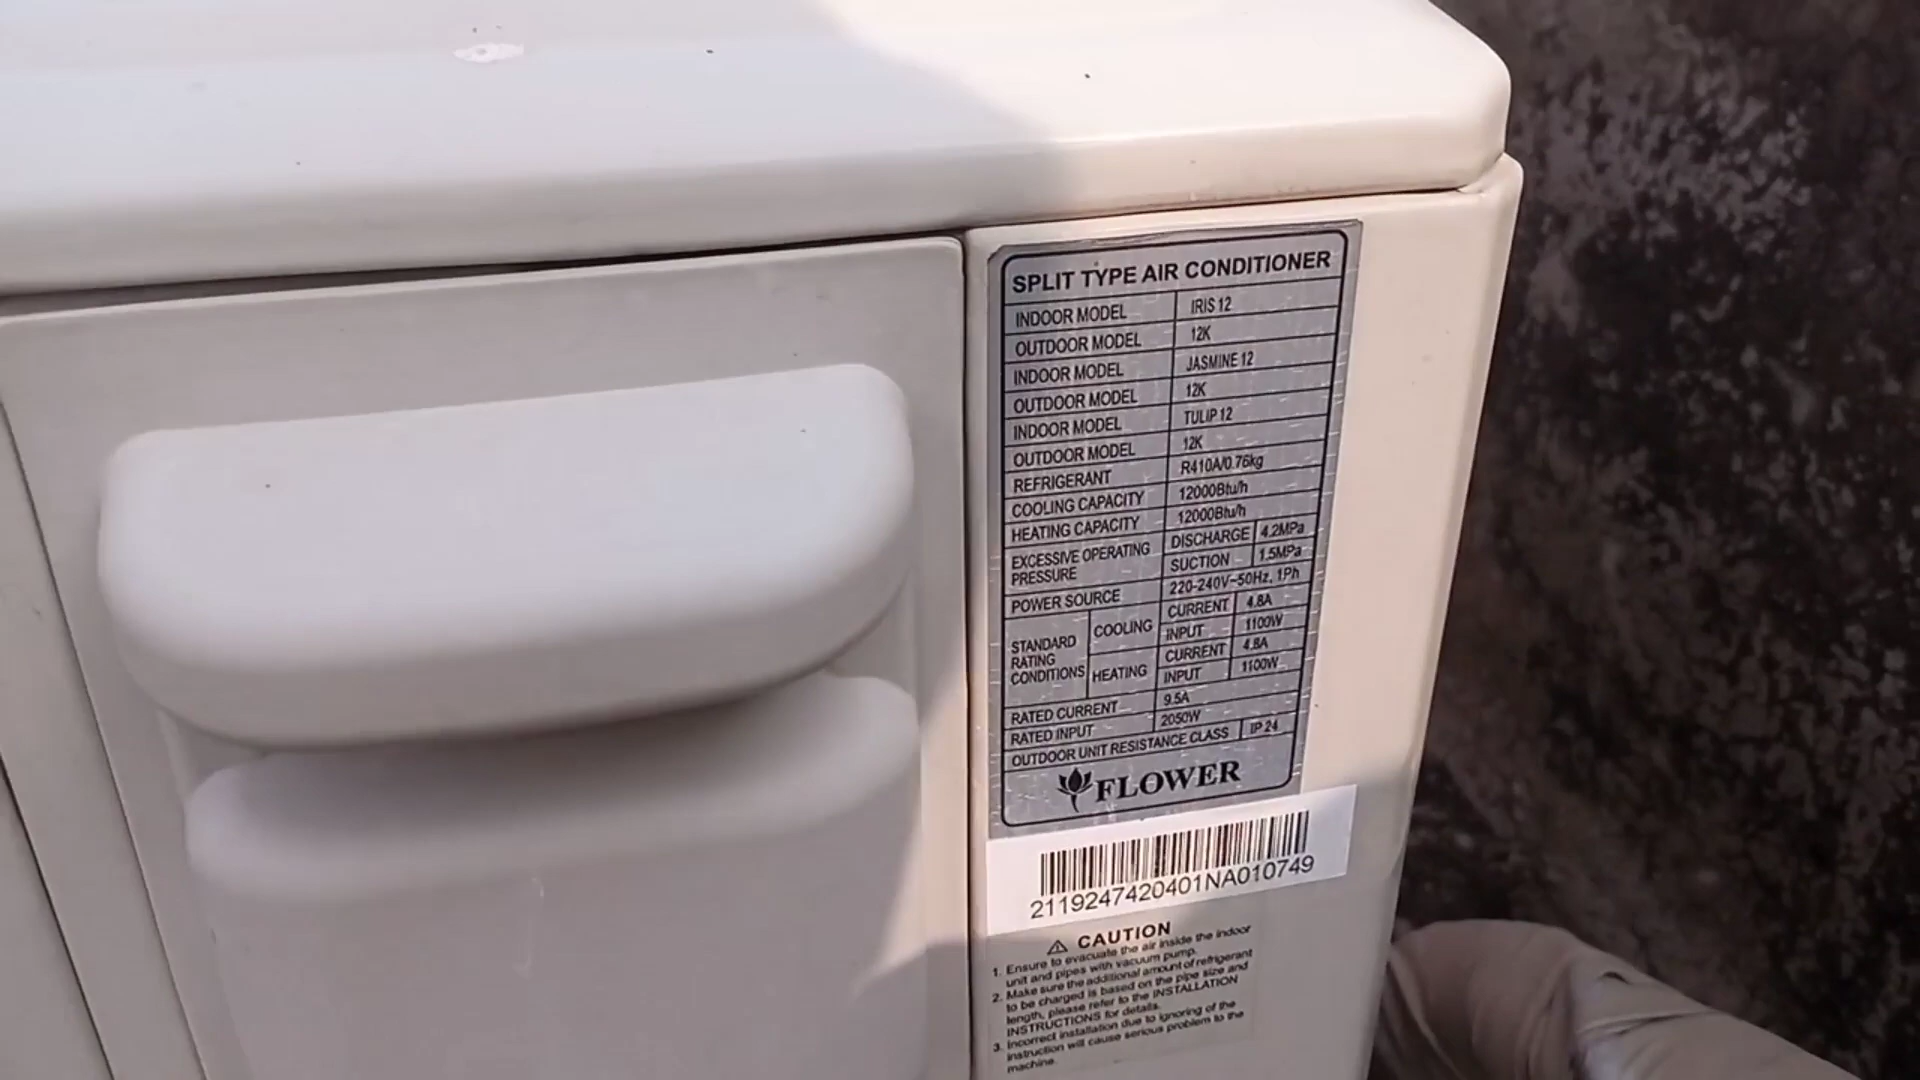 SPLIT TYPE AIR CONDITIONER
INDOOR MODEL IRIS 12
OUTDOOR MODEL 12K
INDOOR MODEL JASMINE 12
OUTDOOR MODEL 12K
INDOOR MODEL TULIP 12
OUTDOOR MODEL 12K
REFRIGERANT R410A/0.76kg
COOLING CAPACITY 12000Btu/h
HEATING CAPACITY 12000Btu/h
EXCESSIVE OPERATING PRESSURE DISCHARGE 4.2MPa
SUCTION 1.5MPa
POWER SOURCE 220-240V~50Hz, 1Ph
STANDARD RATING CONDITIONS COOLING CURRENT 4.8A
INPUT 1100W
HEATING CURRENT 4.8A
INPUT 1100W
RATED CURRENT 9.5A
RATED INPUT 2050W
OUTDOOR UNIT RESISTANCE CLASS IP 24
FLOWER
2119247420401NA010749
CAUTION
1. Ensure to evacuate the air inside the indoor
unit and pipes with vacuum pump.
2. Make sure the additional amount of refrigerant
to be charged is based on the pipe size and
length, please refer to the INSTALLATION
INSTRUCTIONS for details.
3. Incorrect installation due to ignoring of the
instruction will cause serious problem to the
machine.